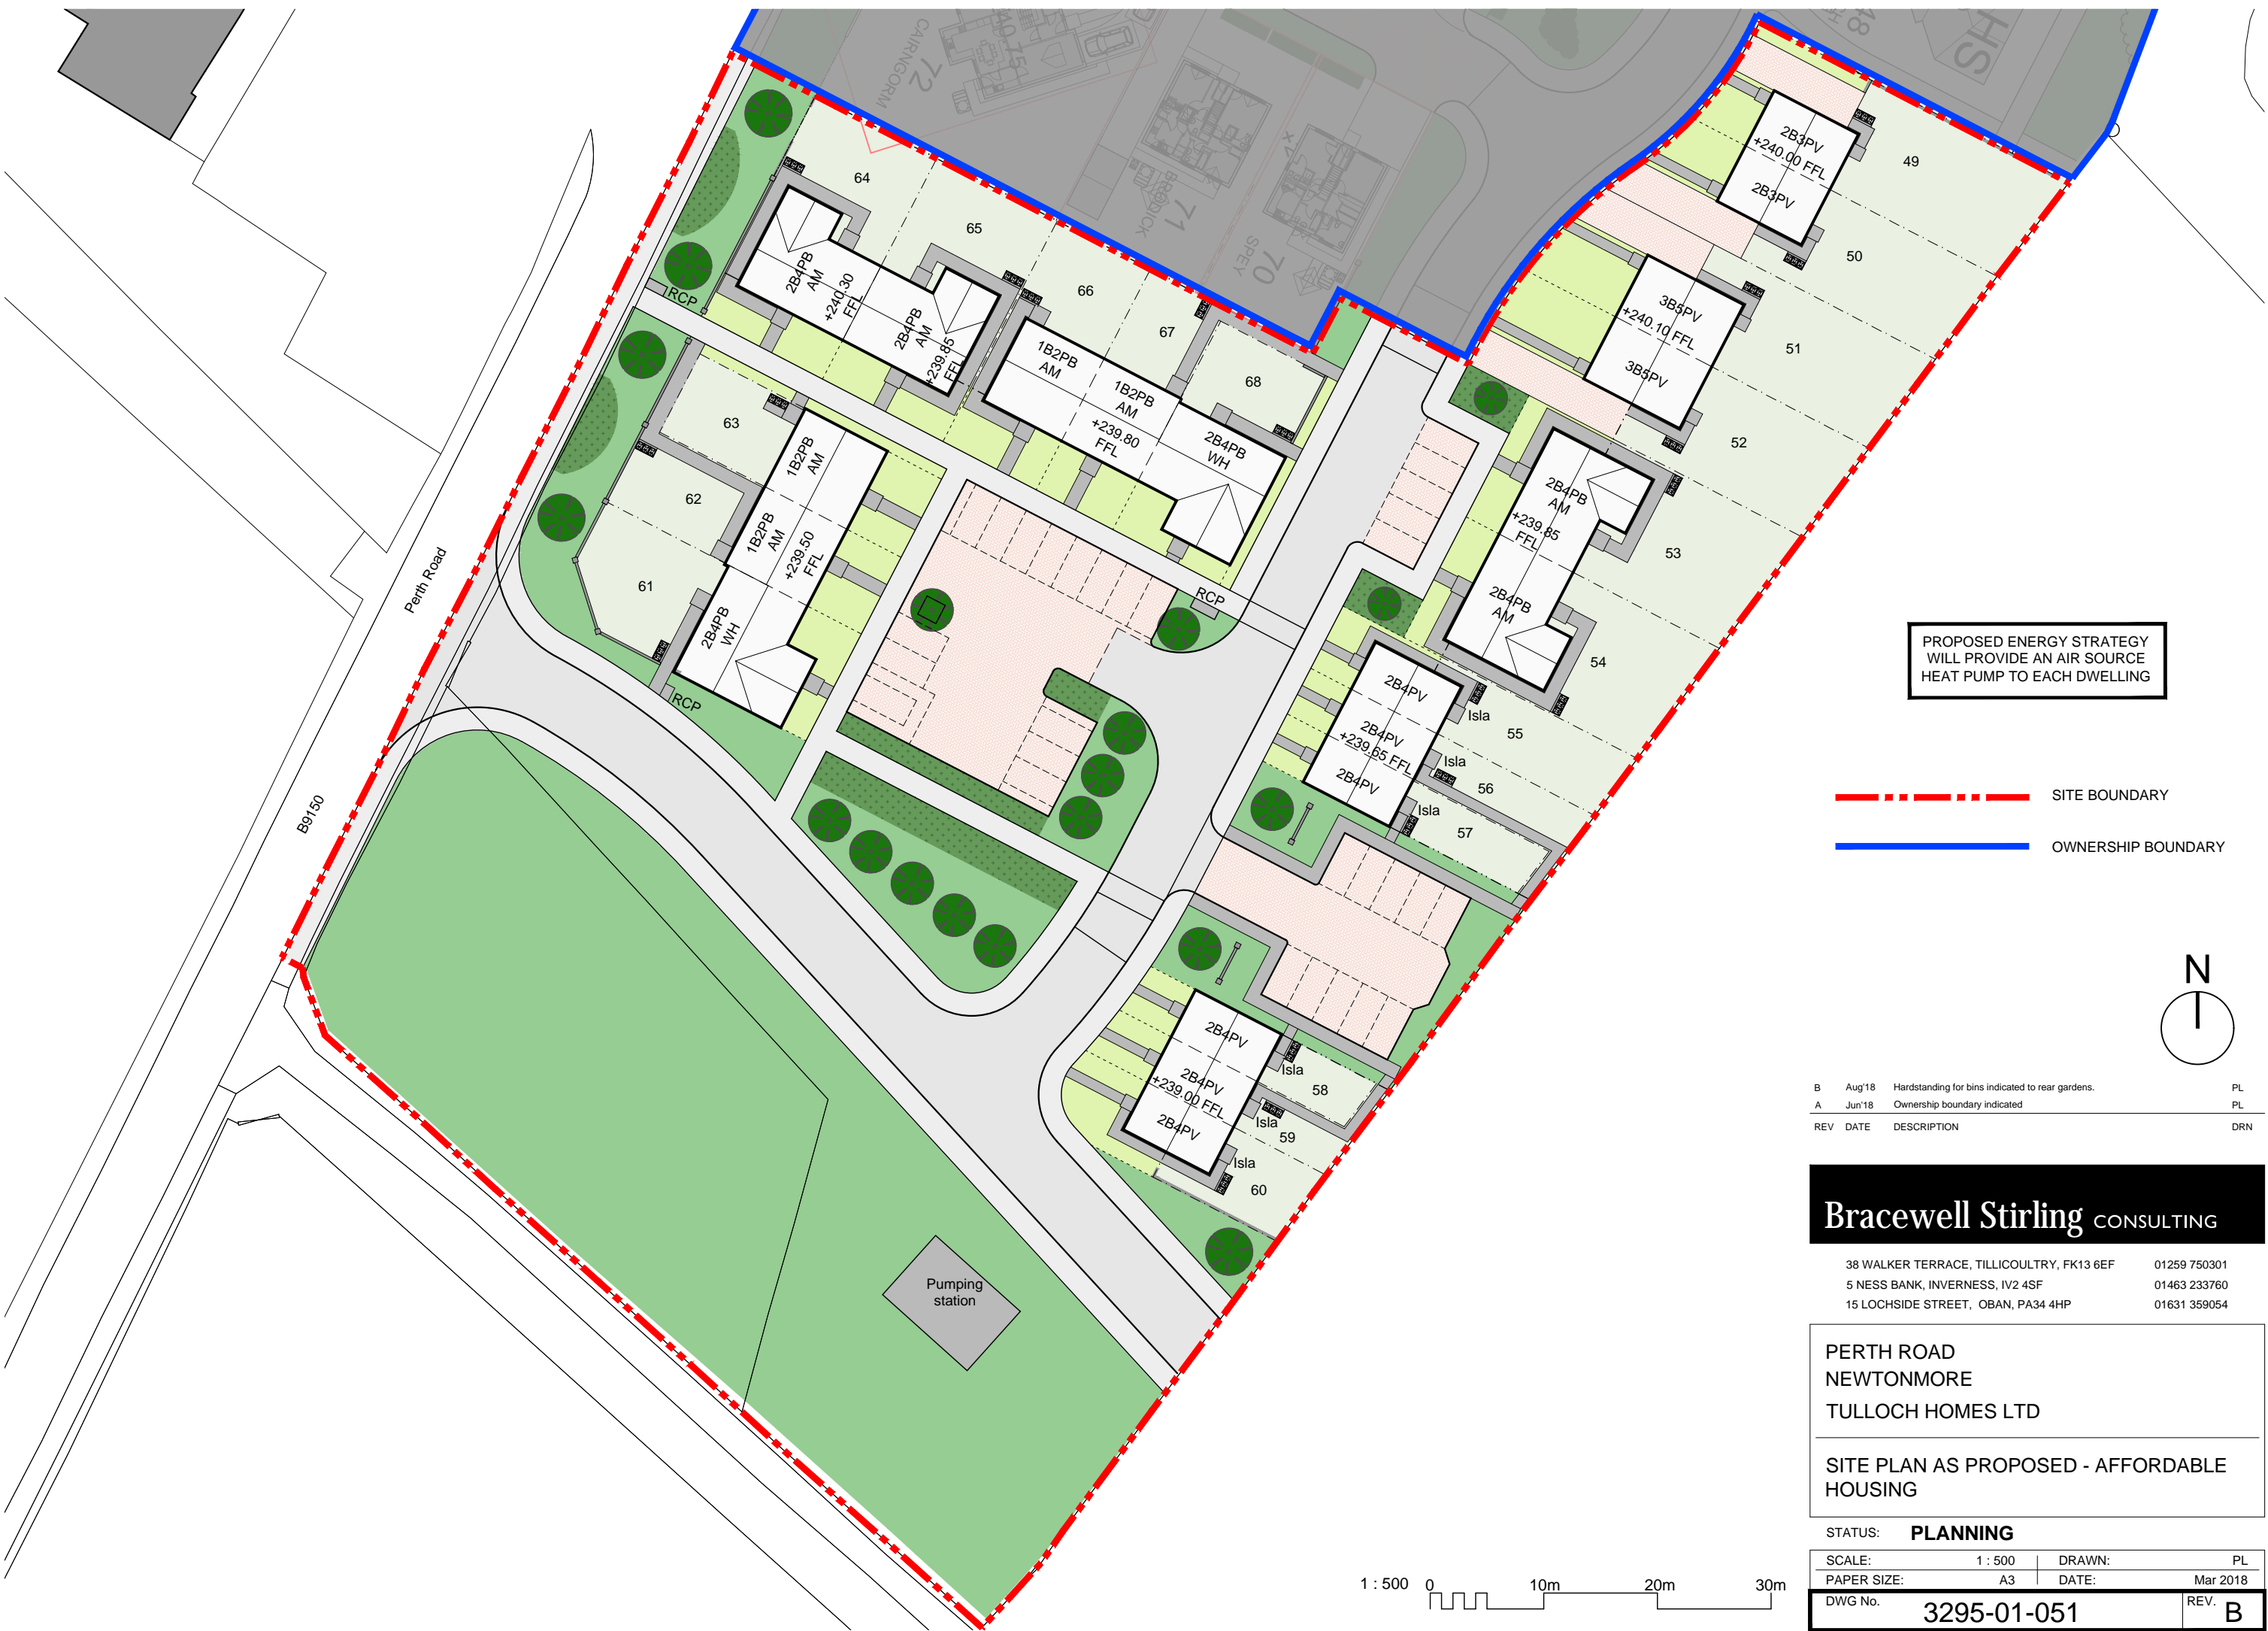 CAIRNGORM
72
71
BRODICK
70
SPEY
48
SHS
64
65
66
67
68
63
62
61
49
50
51
52
53
54
55
56
57
58
59
60
2B4PB
AM
+240.30
FFL
2B4PB
AM
+239.85
FFL
1B2PB
AM
1B2PB
AM
+239.80
FFL
2B4PB
WH
1B2PB
AM
1B2PB
AM
+239.50
FFL
2B4PB
WH
2B3PV
+240.00 FFL
2B3PV
3B5PV
+240.10 FFL
3B5PV
2B4PB
AM
+239.85
FFL
2B4PB
AM
2B4PV
2B4PV
+239.65 FFL
2B4PV
Isla
Isla
Isla
2B4PV
2B4PV
+239.00 FFL
2B4PV
Isla
Isla
Isla
RCP
RCP
RCP
Perth Road
B9150
Pumping
station
PROPOSED ENERGY STRATEGY
WILL PROVIDE AN AIR SOURCE
HEAT PUMP TO EACH DWELLING
SITE BOUNDARY
OWNERSHIP BOUNDARY
N
B Aug'18 Hardstanding for bins indicated to rear gardens. PL
A Jun'18 Ownership boundary indicated PL
REV DATE DESCRIPTION DRN
Bracewell Stirling CONSULTING
38 WALKER TERRACE, TILLICOULTRY, FK13 6EF 01259 750301
5 NESS BANK, INVERNESS, IV2 4SF 01463 233760
15 LOCHSIDE STREET, OBAN, PA34 4HP 01631 359054
PERTH ROAD
NEWTONMORE
TULLOCH HOMES LTD
SITE PLAN AS PROPOSED - AFFORDABLE
HOUSING
STATUS: PLANNING
SCALE: 1 : 500 DRAWN: PL
PAPER SIZE: A3 DATE: Mar 2018
DWG No. 3295-01-051 REV. B
1 : 500 0 10m 20m 30m